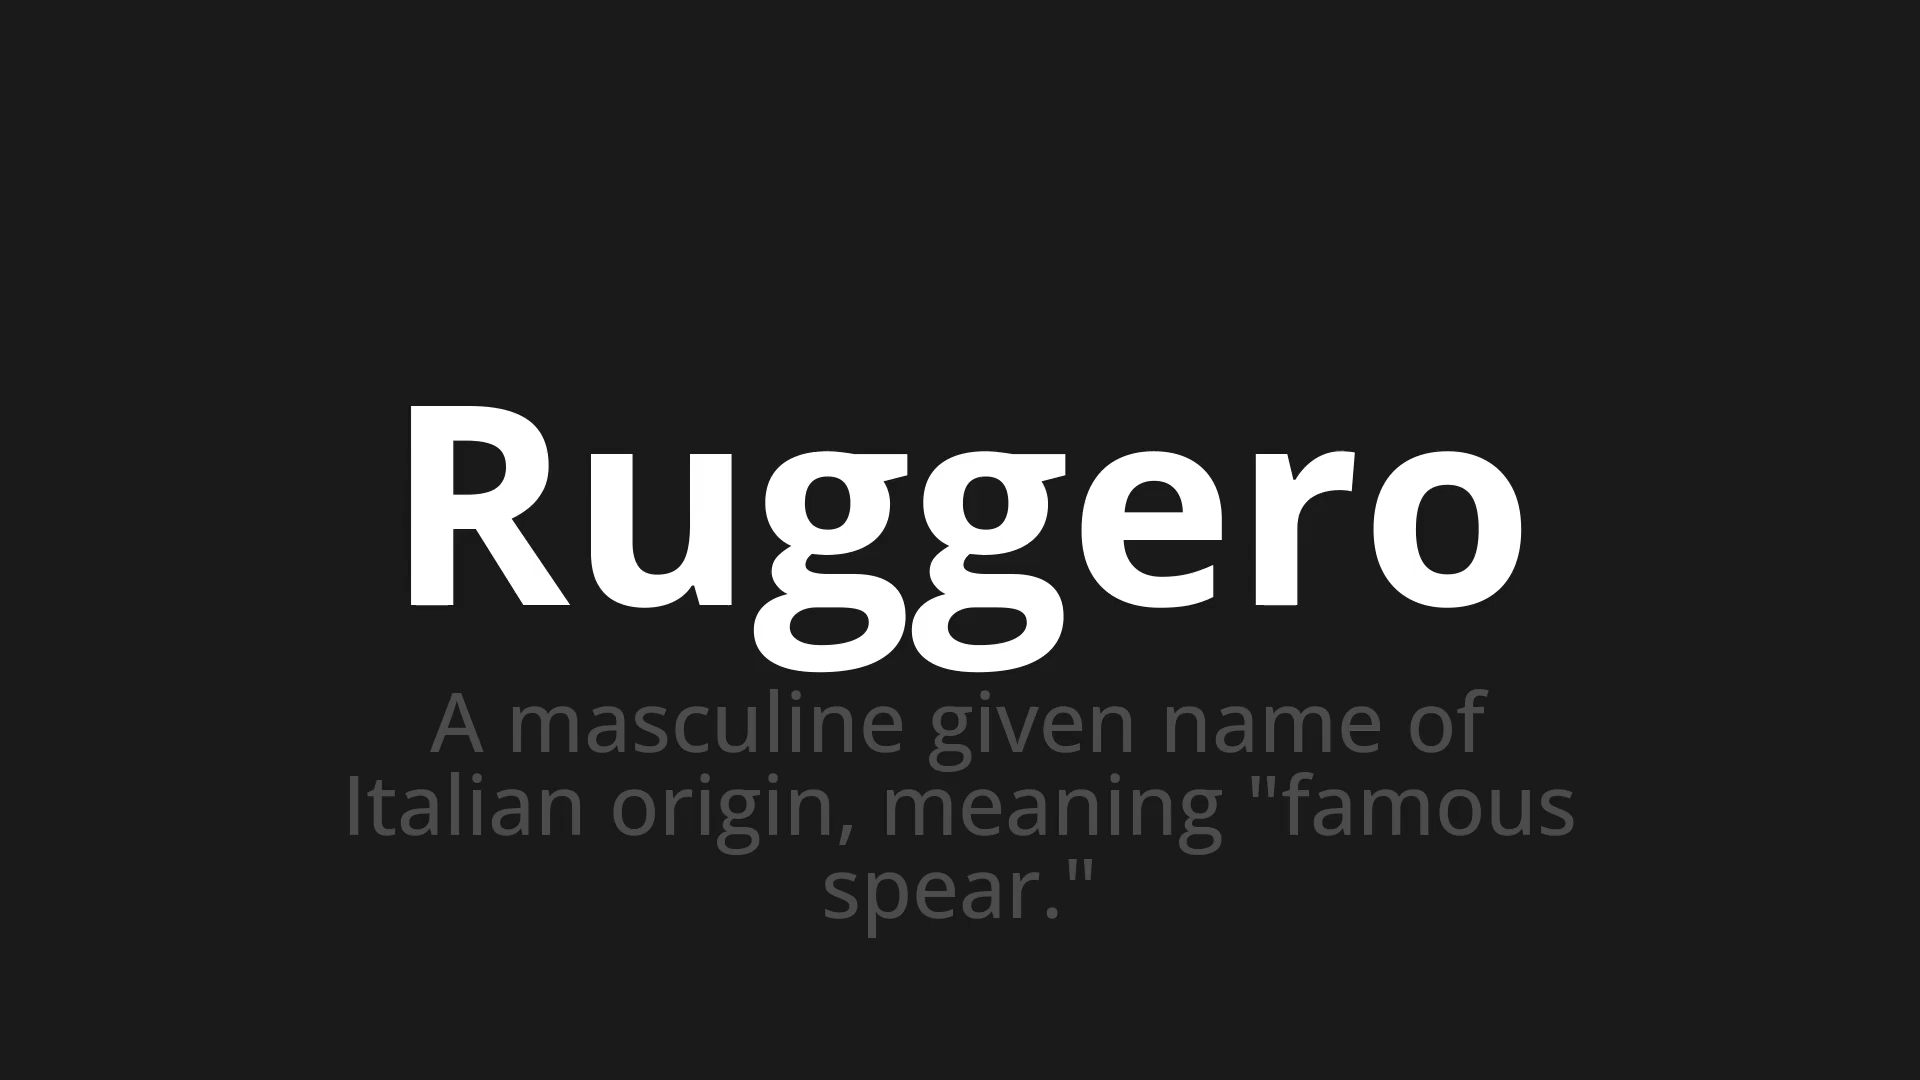 Ruggero
A masculine given name of
Italian origin, meaning "famous
spear."